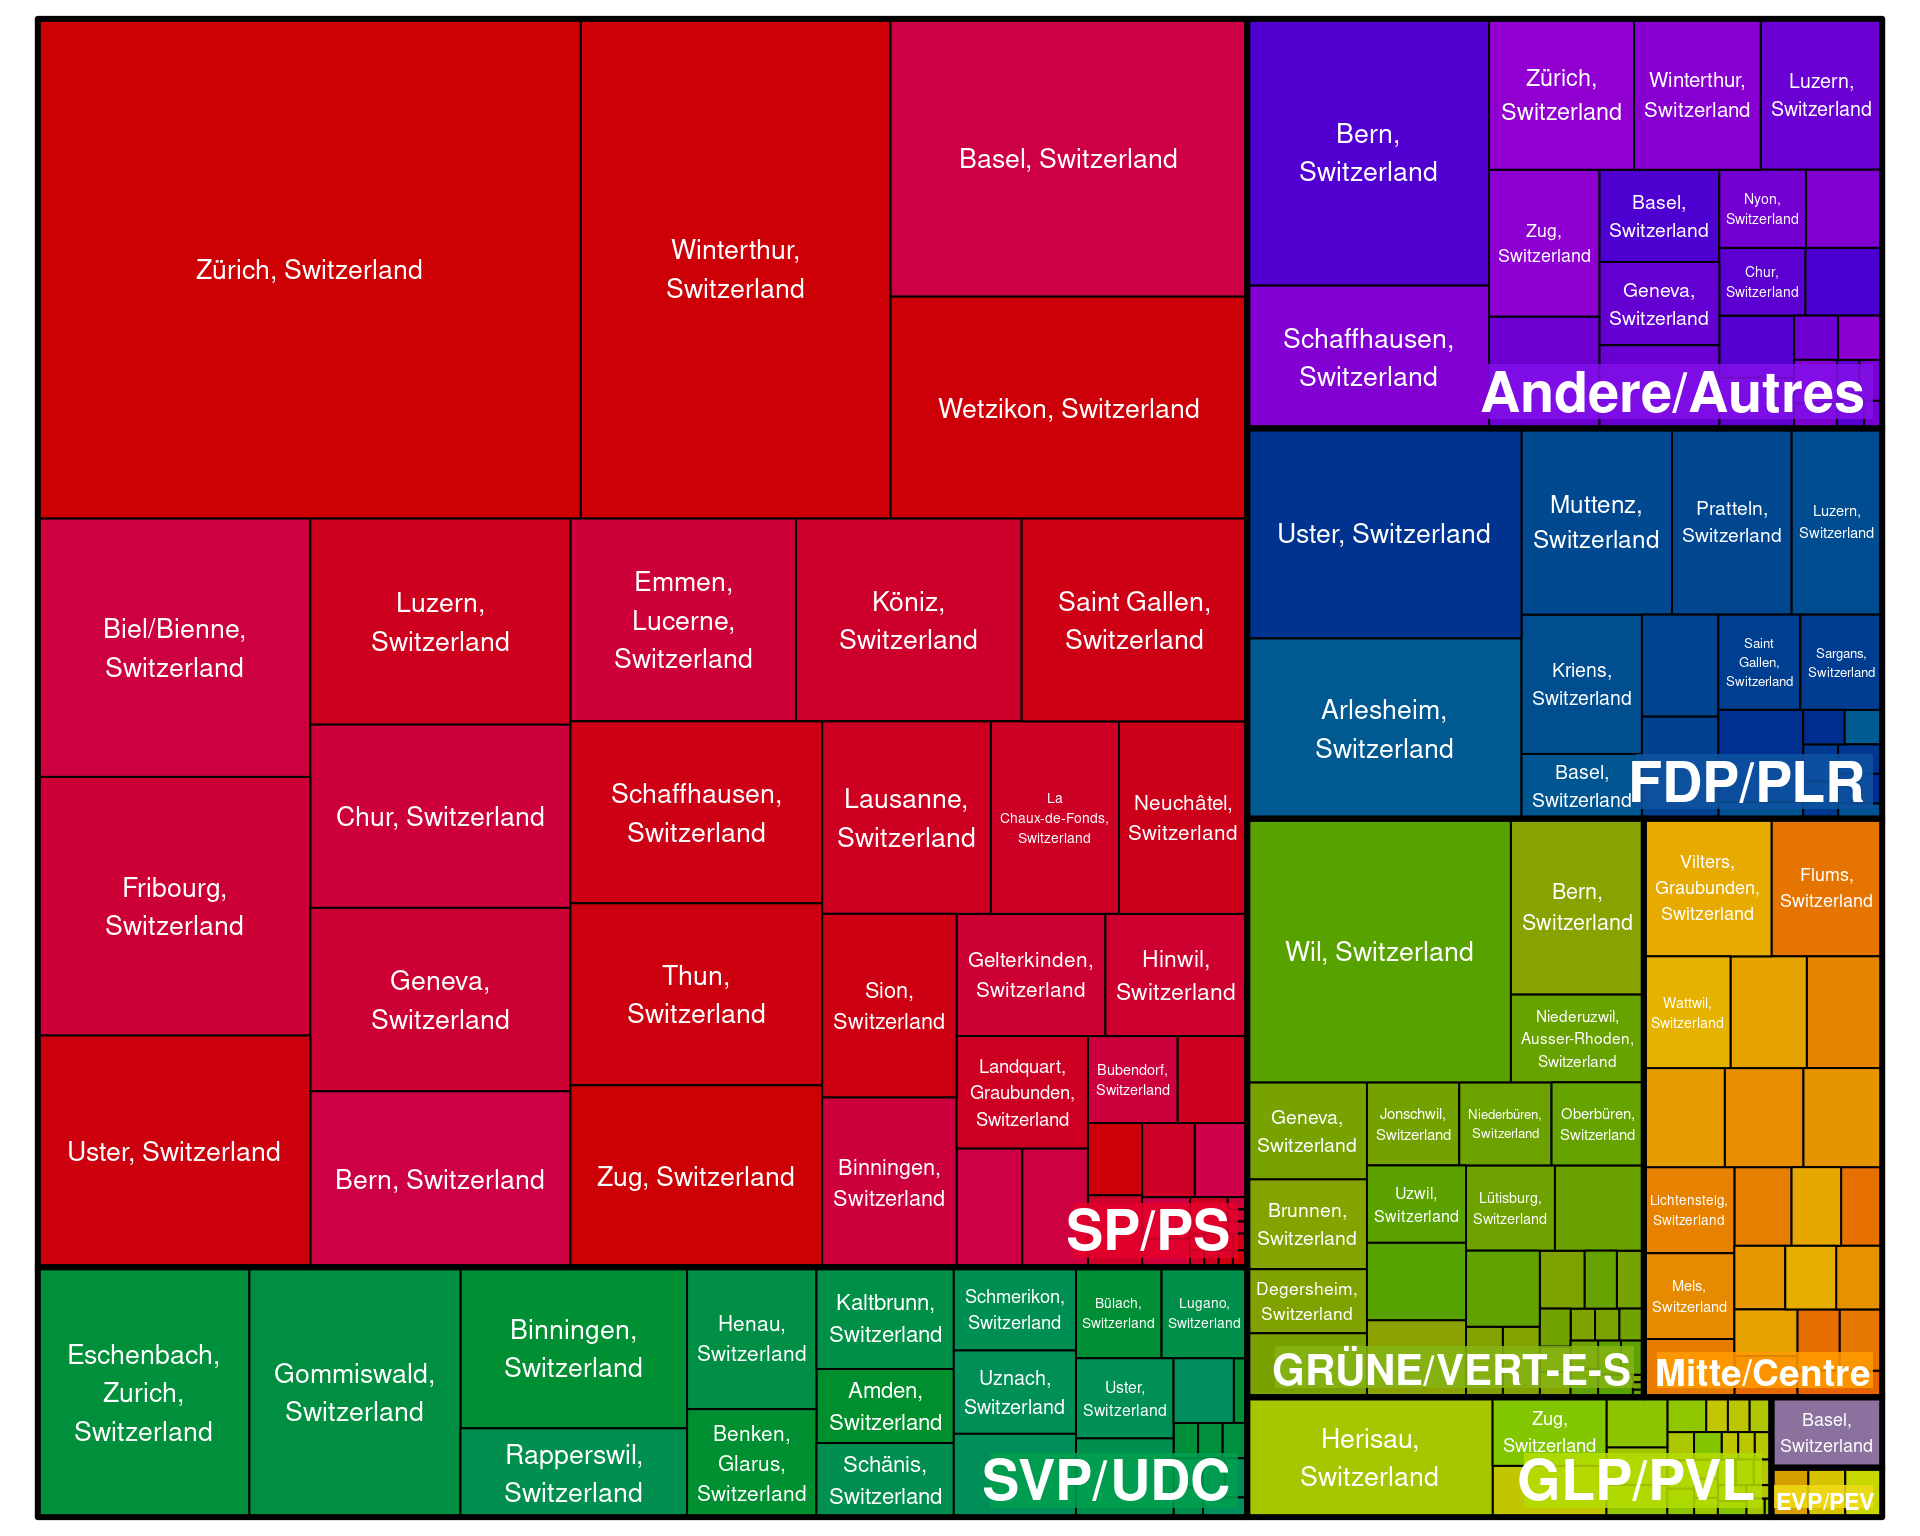 Zürich, Switzerland
Winterthur,
Switzerland
Basel, Switzerland
Wetzikon, Switzerland
Biel/Bienne,
Switzerland
Fribourg,
Switzerland
Uster, Switzerland
Luzern,
Switzerland
Chur, Switzerland
Geneva,
Switzerland
Bern, Switzerland
Emmen,
Lucerne,
Switzerland
Köniz,
Switzerland
Saint Gallen,
Switzerland
Schaffhausen,
Switzerland
Thun,
Switzerland
Zug, Switzerland
Lausanne,
Switzerland
La
Chaux-de-Fonds,
Switzerland
Neuchâtel,
Switzerland
Sion,
Switzerland
Binningen,
Switzerland
Gelterkinden,
Switzerland
Hinwil,
Switzerland
Landquart,
Graubunden,
Switzerland
Bubendorf,
Switzerland
SP/PS
Eschenbach,
Zurich,
Switzerland
Gommiswald,
Switzerland
Binningen,
Switzerland
Rapperswil,
Switzerland
Henau,
Switzerland
Benken,
Glarus,
Switzerland
Kaltbrunn,
Switzerland
Amden,
Switzerland
Schänis,
Switzerland
Schmerikon,
Switzerland
Uznach,
Switzerland
Bülach,
Switzerland
Lugano,
Switzerland
Uster,
Switzerland
SVP/UDC
Bern,
Switzerland
Schaffhausen,
Switzerland
Zürich,
Switzerland
Winterthur,
Switzerland
Luzern,
Switzerland
Zug,
Switzerland
Basel,
Switzerland
Geneva,
Switzerland
Nyon,
Switzerland
Chur,
Switzerland
Andere/Autres
Uster, Switzerland
Arlesheim,
Switzerland
Muttenz,
Switzerland
Pratteln,
Switzerland
Luzern,
Switzerland
Kriens,
Switzerland
Basel,
Switzerland
Saint
Gallen,
Switzerland
Sargans,
Switzerland
FDP/PLR
Wil, Switzerland
Bern,
Switzerland
Niederuzwil,
Ausser-Rhoden,
Switzerland
Geneva,
Switzerland
Brunnen,
Switzerland
Degersheim,
Switzerland
Jonschwil,
Switzerland
Niederbüren,
Switzerland
Oberbüren,
Switzerland
Uzwil,
Switzerland
Lütisburg,
Switzerland
GRÜNE/VERT-E-S
Vilters,
Graubunden,
Switzerland
Flums,
Switzerland
Wattwil,
Switzerland
Lichtensteig,
Switzerland
Mels,
Switzerland
Mitte/Centre
Herisau,
Switzerland
Zug,
Switzerland
GLP/PVL
Basel,
Switzerland
EVP/PEV